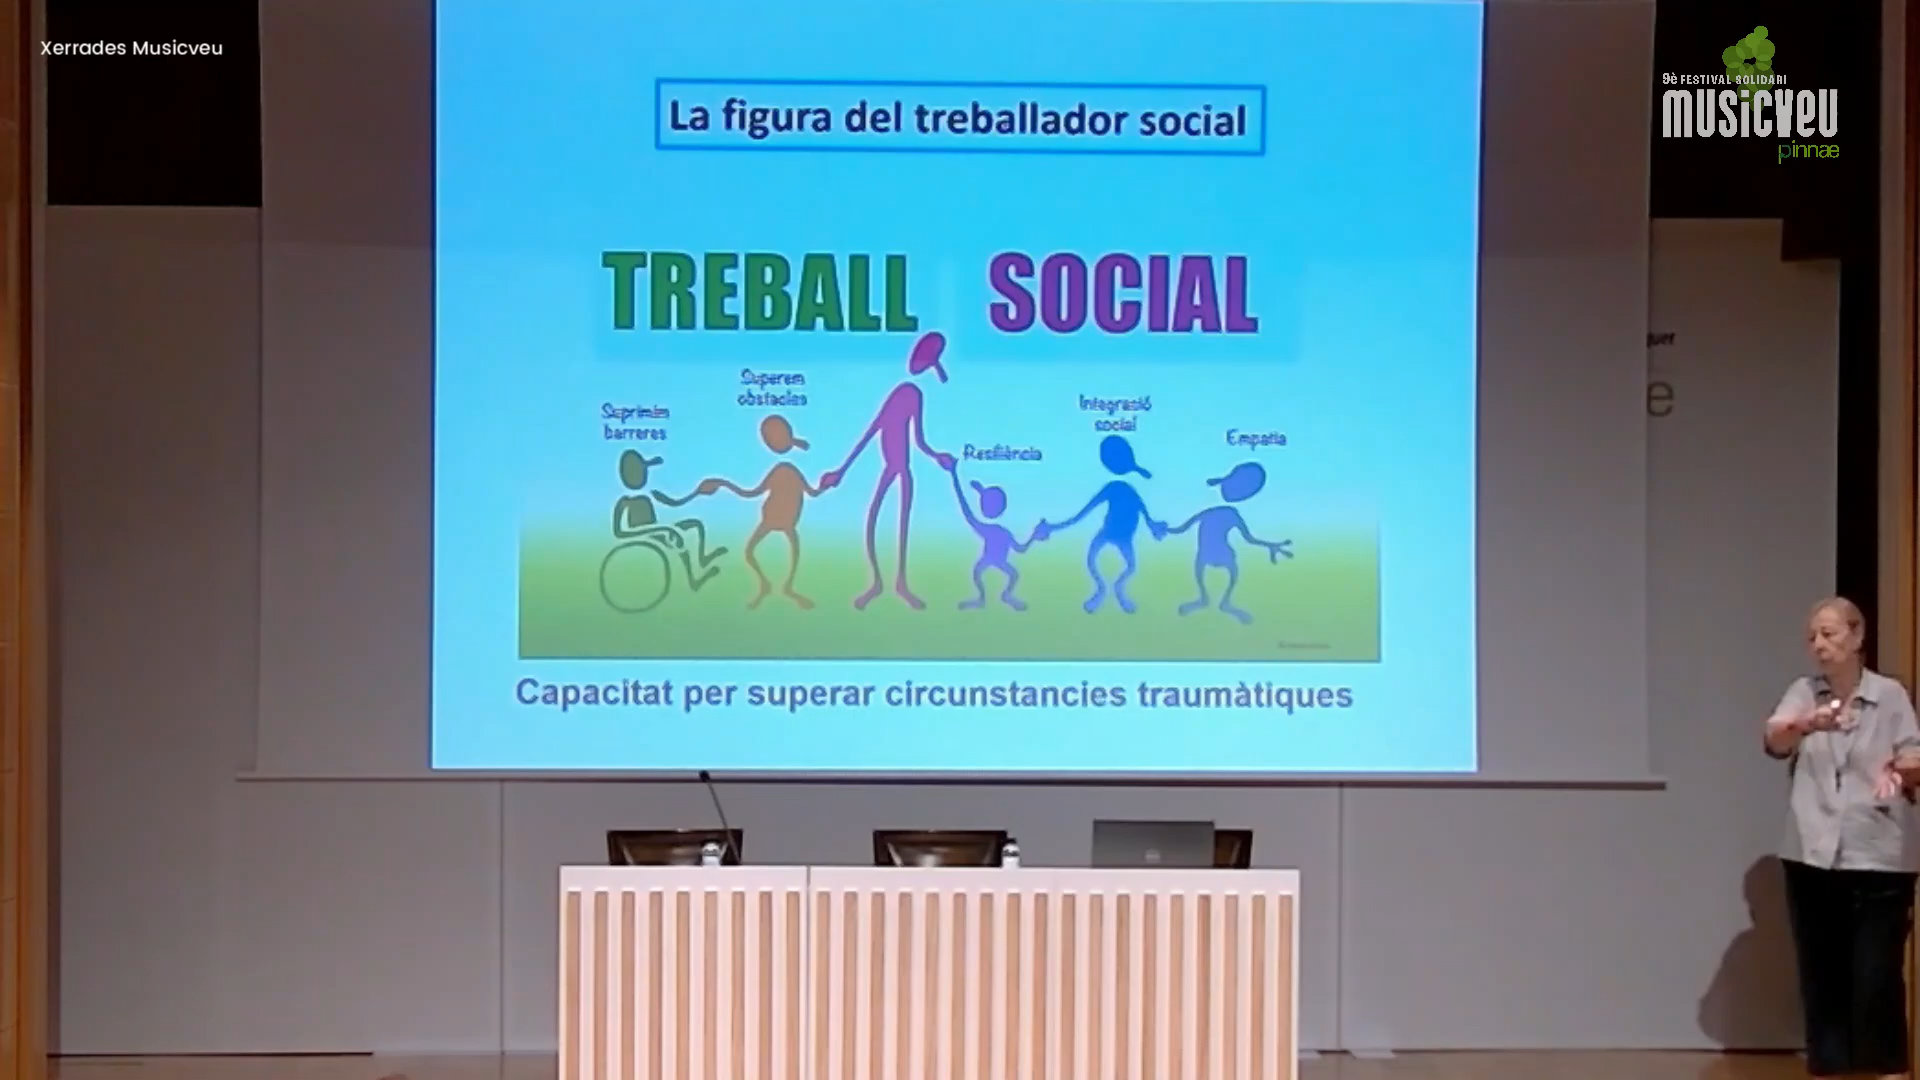 Xerrades Musicveu
9è FESTIVAL SOLIDARI
musicveu
pinnae
La figura del treballador social
TREBALL SOCIAL
Superem
obstacles
Suprimim
barreres
Integració
social
Resiliència
Empatia
Capacitat per superar circunstancies traumàtiques
e